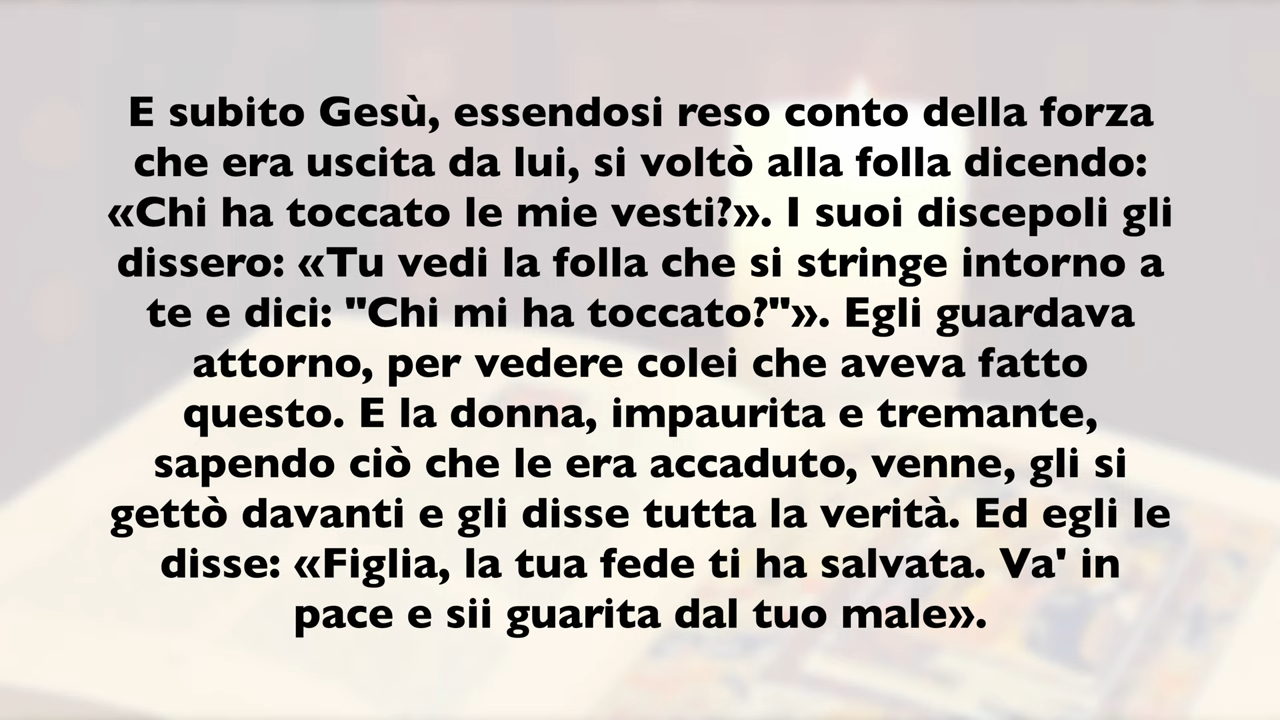 E subito Gesù, essendosi reso conto della forza
che era uscita da lui, si voltò alla folla dicendo:
«Chi ha toccato le mie vesti?». I suoi discepoli gli
dissero: «Tu vedi la folla che si stringe intorno a
te e dici: "Chi mi ha toccato?"». Egli guardava
attorno, per vedere colei che aveva fatto
questo. E la donna, impaurita e tremante,
sapendo ciò che le era accaduto, venne, gli si
gettò davanti e gli disse tutta la verità. Ed egli le
disse: «Figlia, la tua fede ti ha salvata. Va' in
pace e sii guarita dal tuo male».